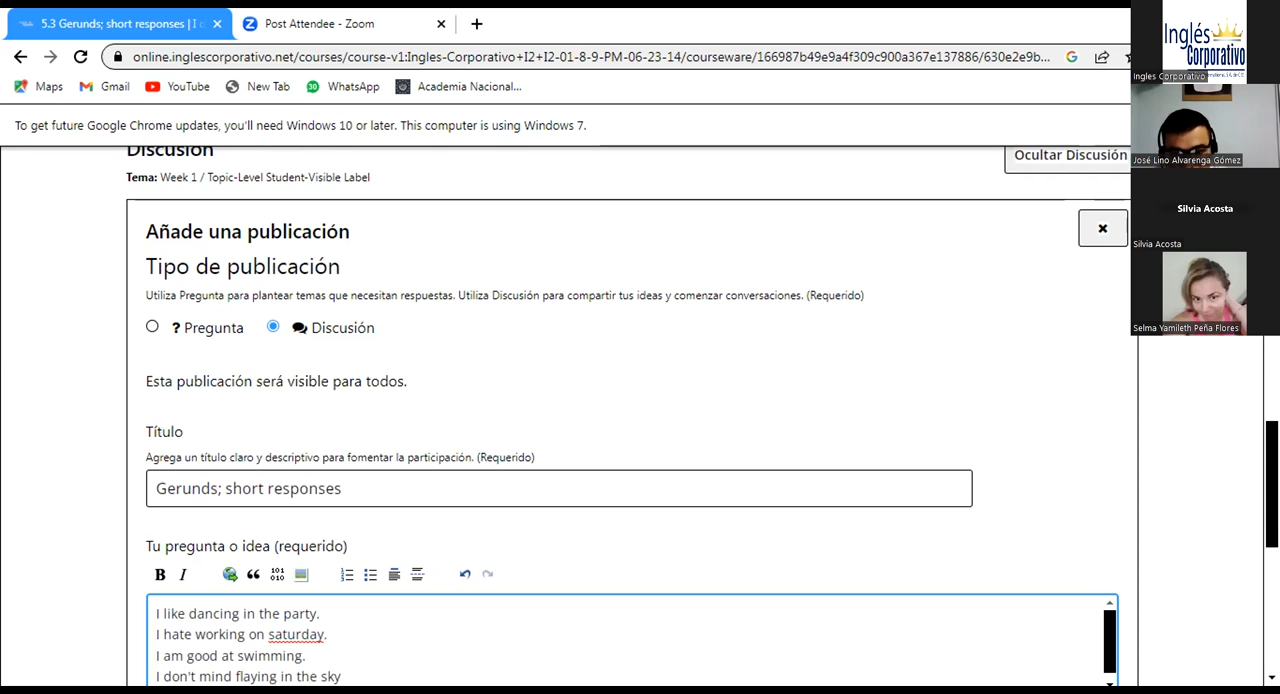 5.3 Gerunds; short responses | I
Post Attendee - Zoom
online.inglescorporativo.net/courses/course-v1:Ingles-Corporativo+I2+I2-01-8-9-PM-06-23-14/courseware/166987b49e9a4f309c900a367e137886/630e2e9b...
Maps Gmail YouTube New Tab WhatsApp Academia Nacional...
To get future Google Chrome updates, you'll need Windows 10 or later. This computer is using Windows 7.
Inglés
Corporativo
Ingles Corporativo
José Lino Alvarenga Gómez
Silvia Acosta
Silvia Acosta
Selma Yamileth Peña Flores
Discusión
Ocultar Discusión
Tema: Week 1 / Topic-Level Student-Visible Label
Añade una publicación
Tipo de publicación
Utiliza Pregunta para plantear temas que necesitan respuestas. Utiliza Discusión para compartir tus ideas y comenzar conversaciones. (Requerido)
? Pregunta Discusión
Esta publicación será visible para todos.
Título
Agrega un título claro y descriptivo para fomentar la participación. (Requerido)
Gerunds; short responses
Tu pregunta o idea (requerido)
B I
I like dancing in the party.
I hate working on saturday.
I am good at swimming.
I don't mind flaying in the sky